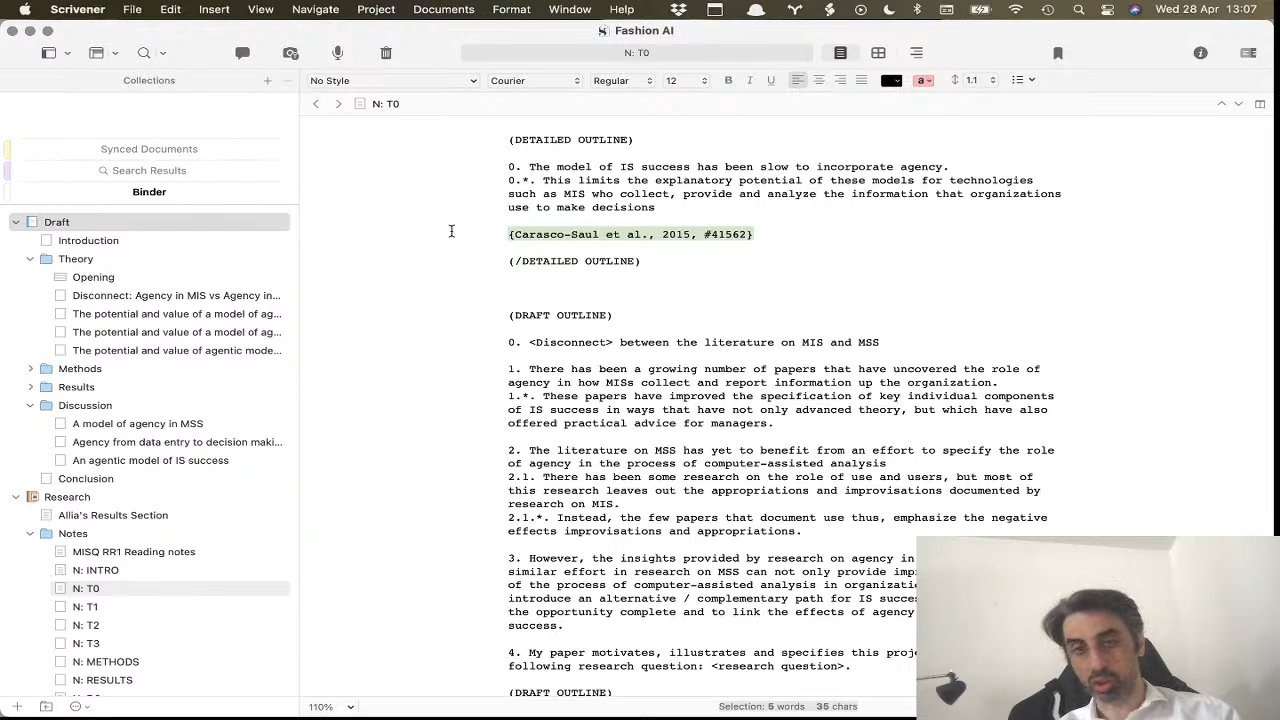 Scrivener File Edit Insert View Navigate Project Documents Format Window Help Wed 28 Apr 13:07
Fashion AI
N: T0
Collections
No Style Courier Regular 12 B I U a 1.1
N: T0
Synced Documents
Search Results
Binder
Draft
Introduction
Theory
Opening
Disconnect: Agency in MIS vs Agency in...
The potential and value of a model of ag...
The potential and value of a model of ag...
The potential and value of agentic mode...
Methods
Results
Discussion
A model of agency in MSS
Agency from data entry to decision maki...
An agentic model of IS success
Conclusion
Research
Allia's Results Section
Notes
MISQ RR1 Reading notes
N: INTRO
N: T0
N: T1
N: T2
N: T3
N: METHODS
N: RESULTS
(DETAILED OUTLINE)
0. The model of IS success has been slow to incorporate agency.
0.*. This limits the explanatory potential of these models for technologies
such as MIS who collect, provide and analyze the information that organizations
use to make decisions
{Carasco-Saul et al., 2015, #41562}
(/DETAILED OUTLINE)
(DRAFT OUTLINE)
0. <Disconnect> between the literature on MIS and MSS
1. There has been a growing number of papers that have uncovered the role of
agency in how MISs collect and report information up the organization.
1.*. These papers have improved the specification of key individual components
of IS success in ways that have not only advanced theory, but which have also
offered practical advice for managers.
2. The literature on MSS has yet to benefit from an effort to specify the role
of agency in the process of computer-assisted analysis
2.1. There has been some research on the role of use and users, but most of
this research leaves out the appropriations and improvisations documented by
research on MIS.
2.1.*. Instead, the few papers that document use thus, emphasize the negative
effects improvisations and appropriations.
3. However, the insights provided by research on agency in
similar effort in research on MSS can not only provide
of the process of computer-assisted analysis in
introduce an alternative / complementary path for IS
the opportunity complete and to link the effects of agency
success.
4. My paper motivates, illustrates and specifies this
following research question: <research question>.
(DRAFT OUTLINE)
110% Selection: 5 words 35 chars